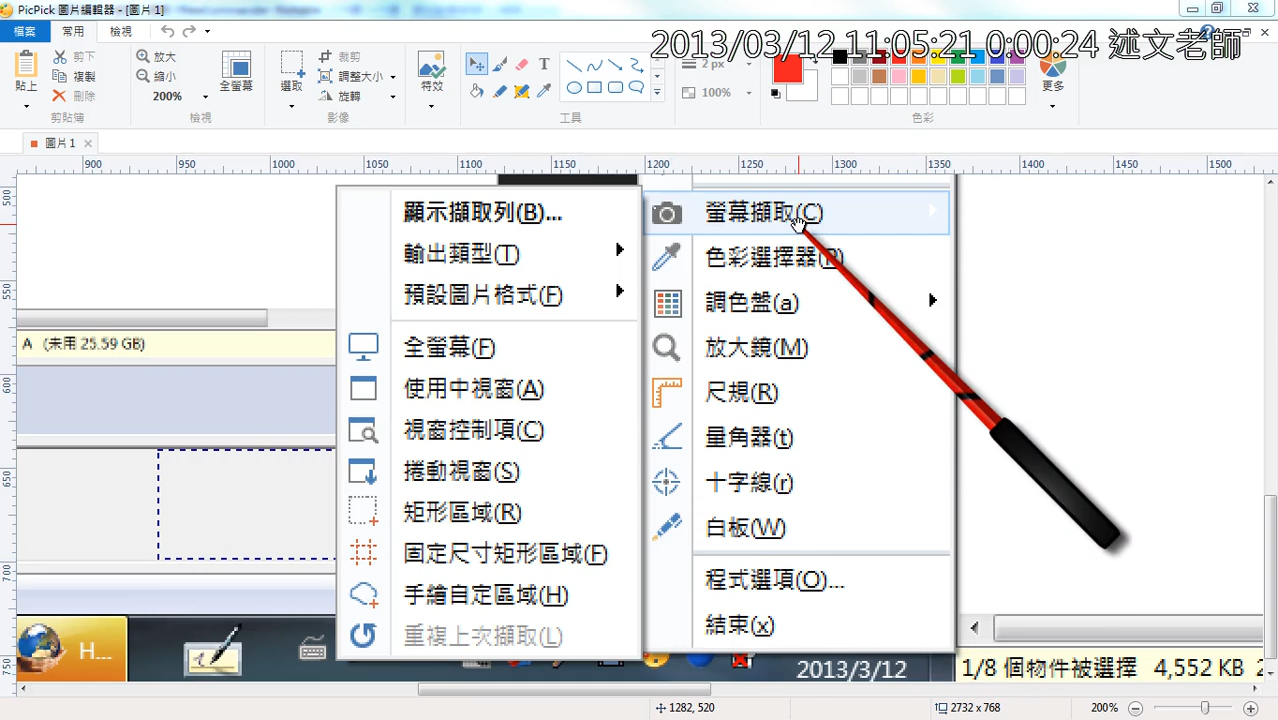 PicPick 圖片編輯器 - [圖片 1]
檔案 常用 檢視
2013/03/12 11:05:21 0:00:24 述文老師
貼上 剪下 複製 刪除
剪貼簿
放大 縮小 200% 全螢幕
檢視
選取 裁剪 調整大小 旋轉
影像
特效
工具
2 px
100%
更多
色彩
圖片 1
900 950 1000 1050 1100 1150 1200 1250 1300 1350 1400 1450 1500
500
550
600
650
700
750
顯示擷取列(B)...
輸出類型(T)
預設圖片格式(F)
全螢幕(F)
使用中視窗(A)
視窗控制項(C)
捲動視窗(S)
矩形區域(R)
固定尺寸矩形區域(F)
手繪自定區域(H)
重複上次擷取(L)
螢幕擷取(C)
色彩選擇器(P)
調色盤(a)
放大鏡(M)
尺規(R)
量角器(t)
十字線(r)
白板(W)
程式選項(O)...
結束(x)
A (未用 25.59 GB)
H...
2013/3/12
1/8 個物件被選擇 4,552 KB
1282, 520
2732 x 768
200%